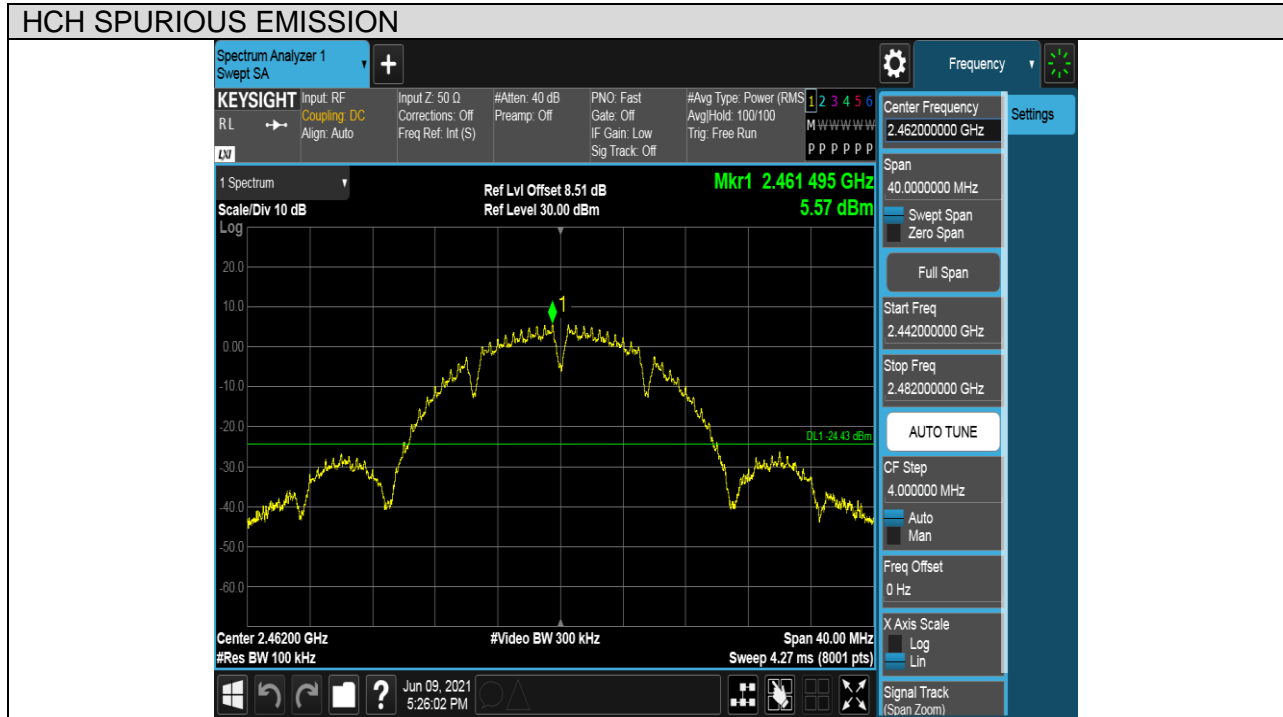 HCH SPURIOUS EMISSION
Spectrum Analyzer 1
Swept SA
Frequency
KEYSIGHT
RL
LXI
Input: RF
Coupling: DC
Align: Auto
Input Z: 50 Ω
Corrections: Off
Freq Ref: Int (S)
#Atten: 40 dB
Preamp: Off
PNO: Fast
Gate: Off
IF Gain: Low
Sig Track: Off
#Avg Type: Power (RMS
Avg|Hold: 100/100
Trig: Free Run
1 2 3 4 5 6
M W W W W W
P P P P P P
1 Spectrum
Scale/Div 10 dB
Ref Lvl Offset 8.51 dB
Ref Level 30.00 dBm
Mkr1 2.461 495 GHz
5.57 dBm
Log
20.0
10.0
0.00
-10.0
-20.0
-30.0
-40.0
-50.0
-60.0
1
DL1 -24.43 dBm
Center 2.46200 GHz
#Res BW 100 kHz
#Video BW 300 kHz
Span 40.00 MHz
Sweep 4.27 ms (8001 pts)
?
Jun 09, 2021
5:26:02 PM
Center Frequency
2.462000000 GHz
Settings
Span
40.0000000 MHz
Swept Span
Zero Span
Full Span
Start Freq
2.442000000 GHz
Stop Freq
2.482000000 GHz
AUTO TUNE
CF Step
4.000000 MHz
Auto
Man
Freq Offset
0 Hz
X Axis Scale
Log
Lin
Signal Track
(Span Zoom)